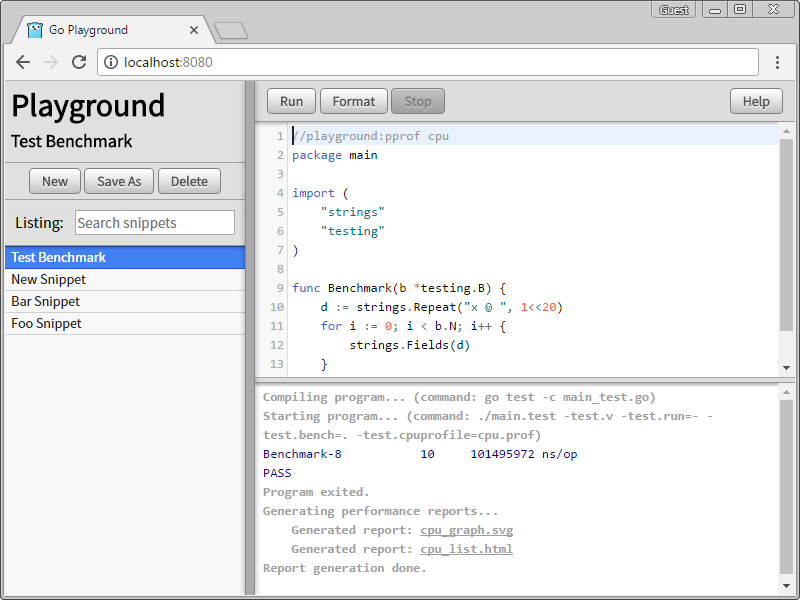 Guest
Go Playground
localhost:8080
Playground
Test Benchmark
New Save As Delete
Listing: Search snippets
Test Benchmark
New Snippet
Bar Snippet
Foo Snippet
Run Format Stop Help
1 //playground:pprof cpu
2 package main
3
4 import (
5     "strings"
6     "testing"
7 )
8
9 func Benchmark(b *testing.B) {
10     d := strings.Repeat("x @ ", 1<<20)
11     for i := 0; i < b.N; i++ {
12         strings.Fields(d)
13     }
Compiling program... (command: go test -c main_test.go)
Starting program... (command: ./main.test -test.v -test.run=- -
test.bench=. -test.cpuprofile=cpu.prof)
Benchmark-8           10     101495972 ns/op
PASS
Program exited.
Generating performance reports...
    Generated report: cpu_graph.svg
    Generated report: cpu_list.html
Report generation done.